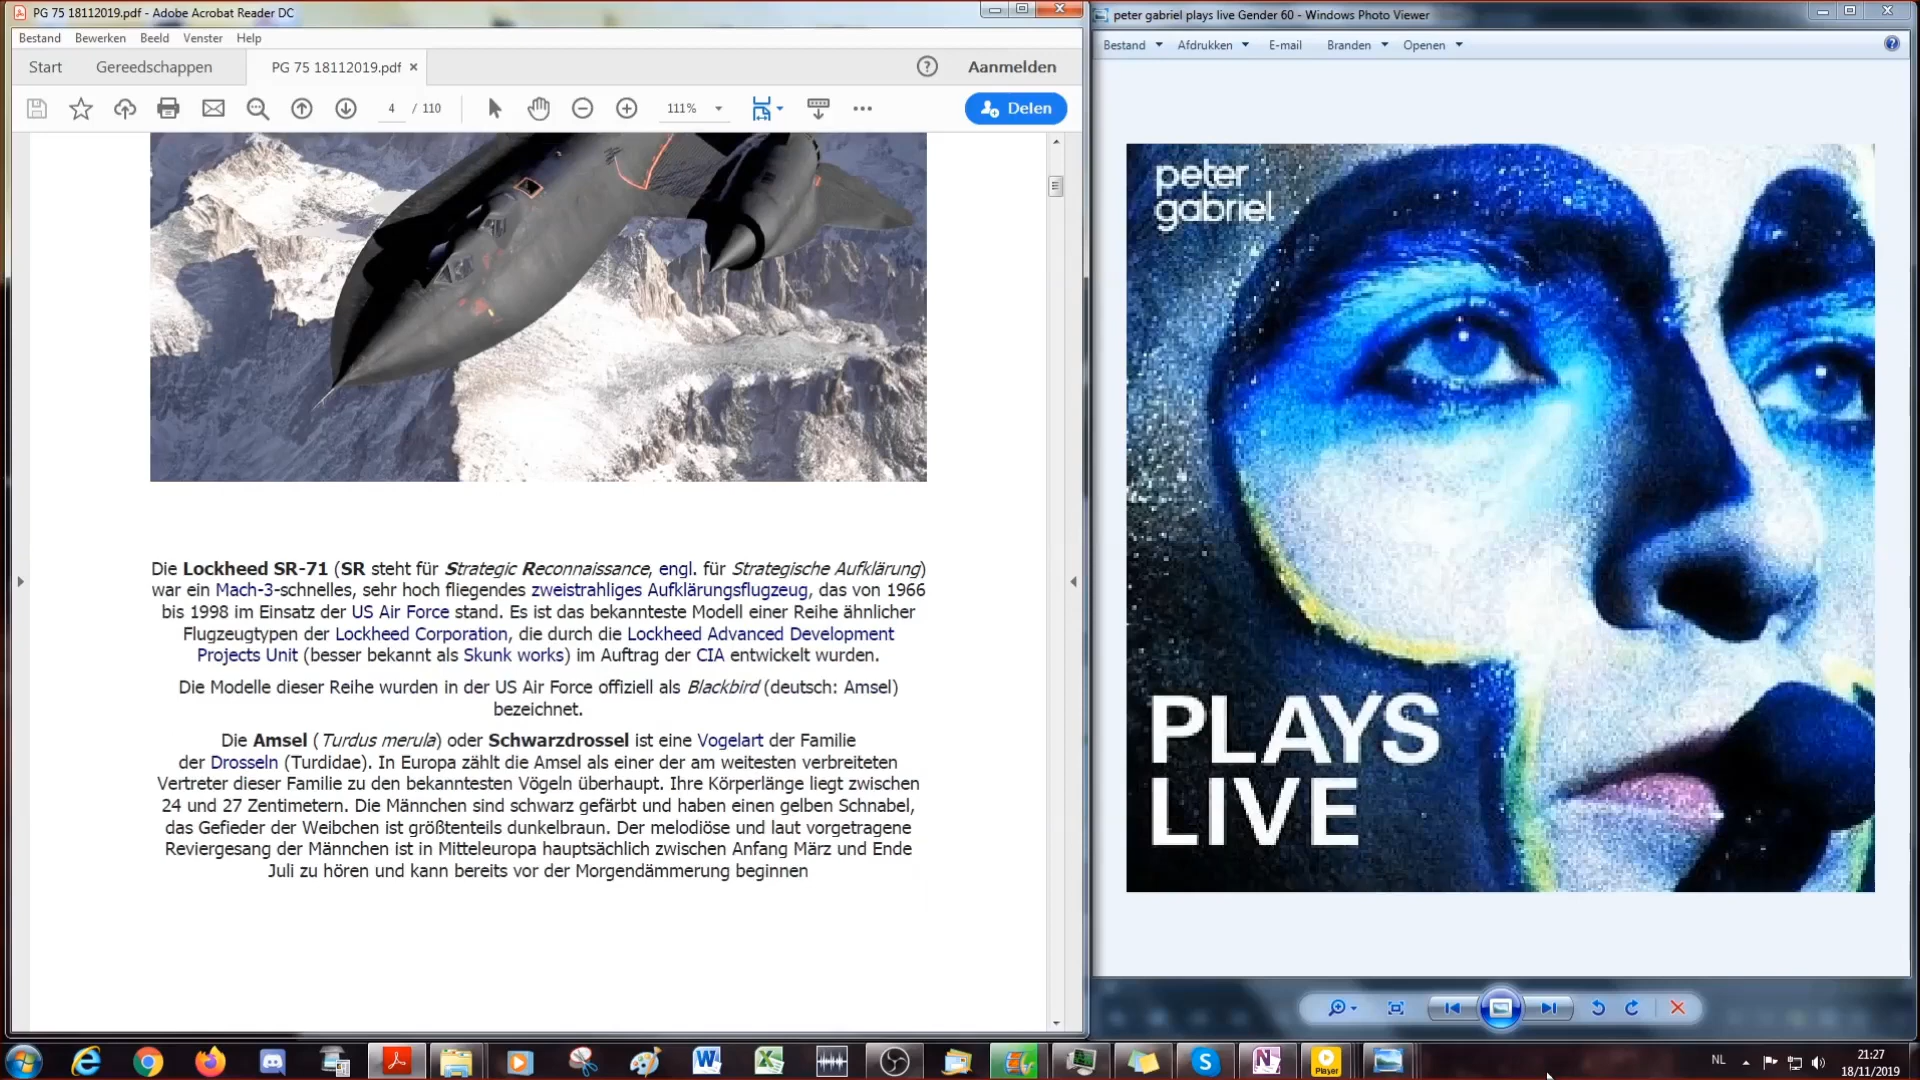 PG 75 18112019.pdf - Adobe Acrobat Reader DC
Bestand Bewerken Beeld Venster Help
Start Gereedschappen PG 75 18112019.pdf × Aanmelden
4 / 110 111% Delen
Die Lockheed SR-71 (SR steht für Strategic Reconnaissance, engl. für Strategische Aufklärung)
war ein Mach-3-schnelles, sehr hoch fliegendes zweistrahliges Aufklärungsflugzeug, das von 1966
bis 1998 im Einsatz der US Air Force stand. Es ist das bekannteste Modell einer Reihe ähnlicher
Flugzeugtypen der Lockheed Corporation, die durch die Lockheed Advanced Development
Projects Unit (besser bekannt als Skunk works) im Auftrag der CIA entwickelt wurden.
Die Modelle dieser Reihe wurden in der US Air Force offiziell als Blackbird (deutsch: Amsel)
bezeichnet.
Die Amsel (Turdus merula) oder Schwarzdrossel ist eine Vogelart der Familie
der Drosseln (Turdidae). In Europa zählt die Amsel als einer der am weitesten verbreiteten
Vertreter dieser Familie zu den bekanntesten Vögeln überhaupt. Ihre Körperlänge liegt zwischen
24 und 27 Zentimetern. Die Männchen sind schwarz gefärbt und haben einen gelben Schnabel,
das Gefieder der Weibchen ist größtenteils dunkelbraun. Der melodiöse und laut vorgetragene
Reviergesang der Männchen ist in Mitteleuropa hauptsächlich zwischen Anfang März und Ende
Juli zu hören und kann bereits vor der Morgendämmerung beginnen
peter gabriel plays live Gender 60 - Windows Photo Viewer
Bestand Afdrukken E-mail Branden Openen
peter
gabriel
PLAYS
LIVE
Player
NL
21:27
18/11/2019